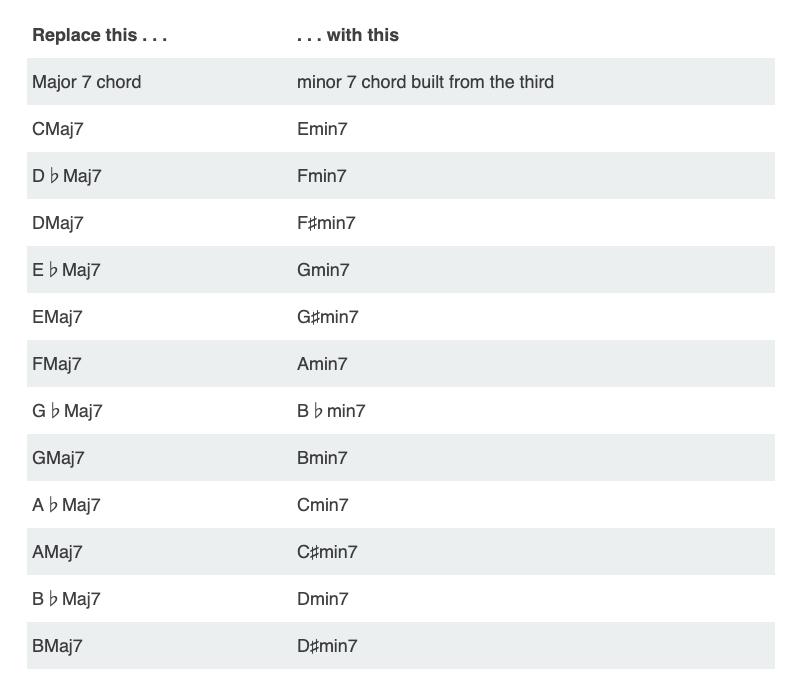 Replace this . . . . . . with this
Major 7 chord minor 7 chord built from the third
CMaj7 Emin7
D♭Maj7 Fmin7
DMaj7 F♯min7
E♭Maj7 Gmin7
EMaj7 G♯min7
FMaj7 Amin7
G♭Maj7 B♭min7
GMaj7 Bmin7
A♭Maj7 Cmin7
AMaj7 C♯min7
B♭Maj7 Dmin7
BMaj7 D♯min7